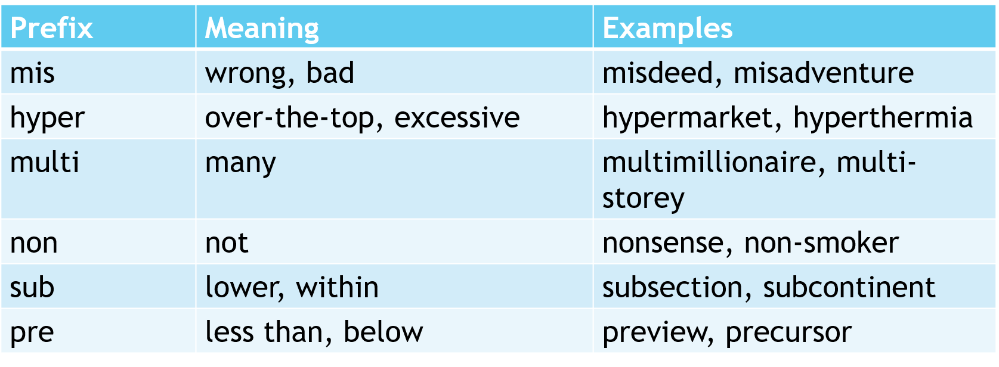 Prefix Meaning Examples
mis wrong, bad misdeed, misadventure
hyper over-the-top, excessive hypermarket, hyperthermia
multi many multimillionaire, multi-
storey
non not nonsense, non-smoker
sub lower, within subsection, subcontinent
pre less than, below preview, precursor